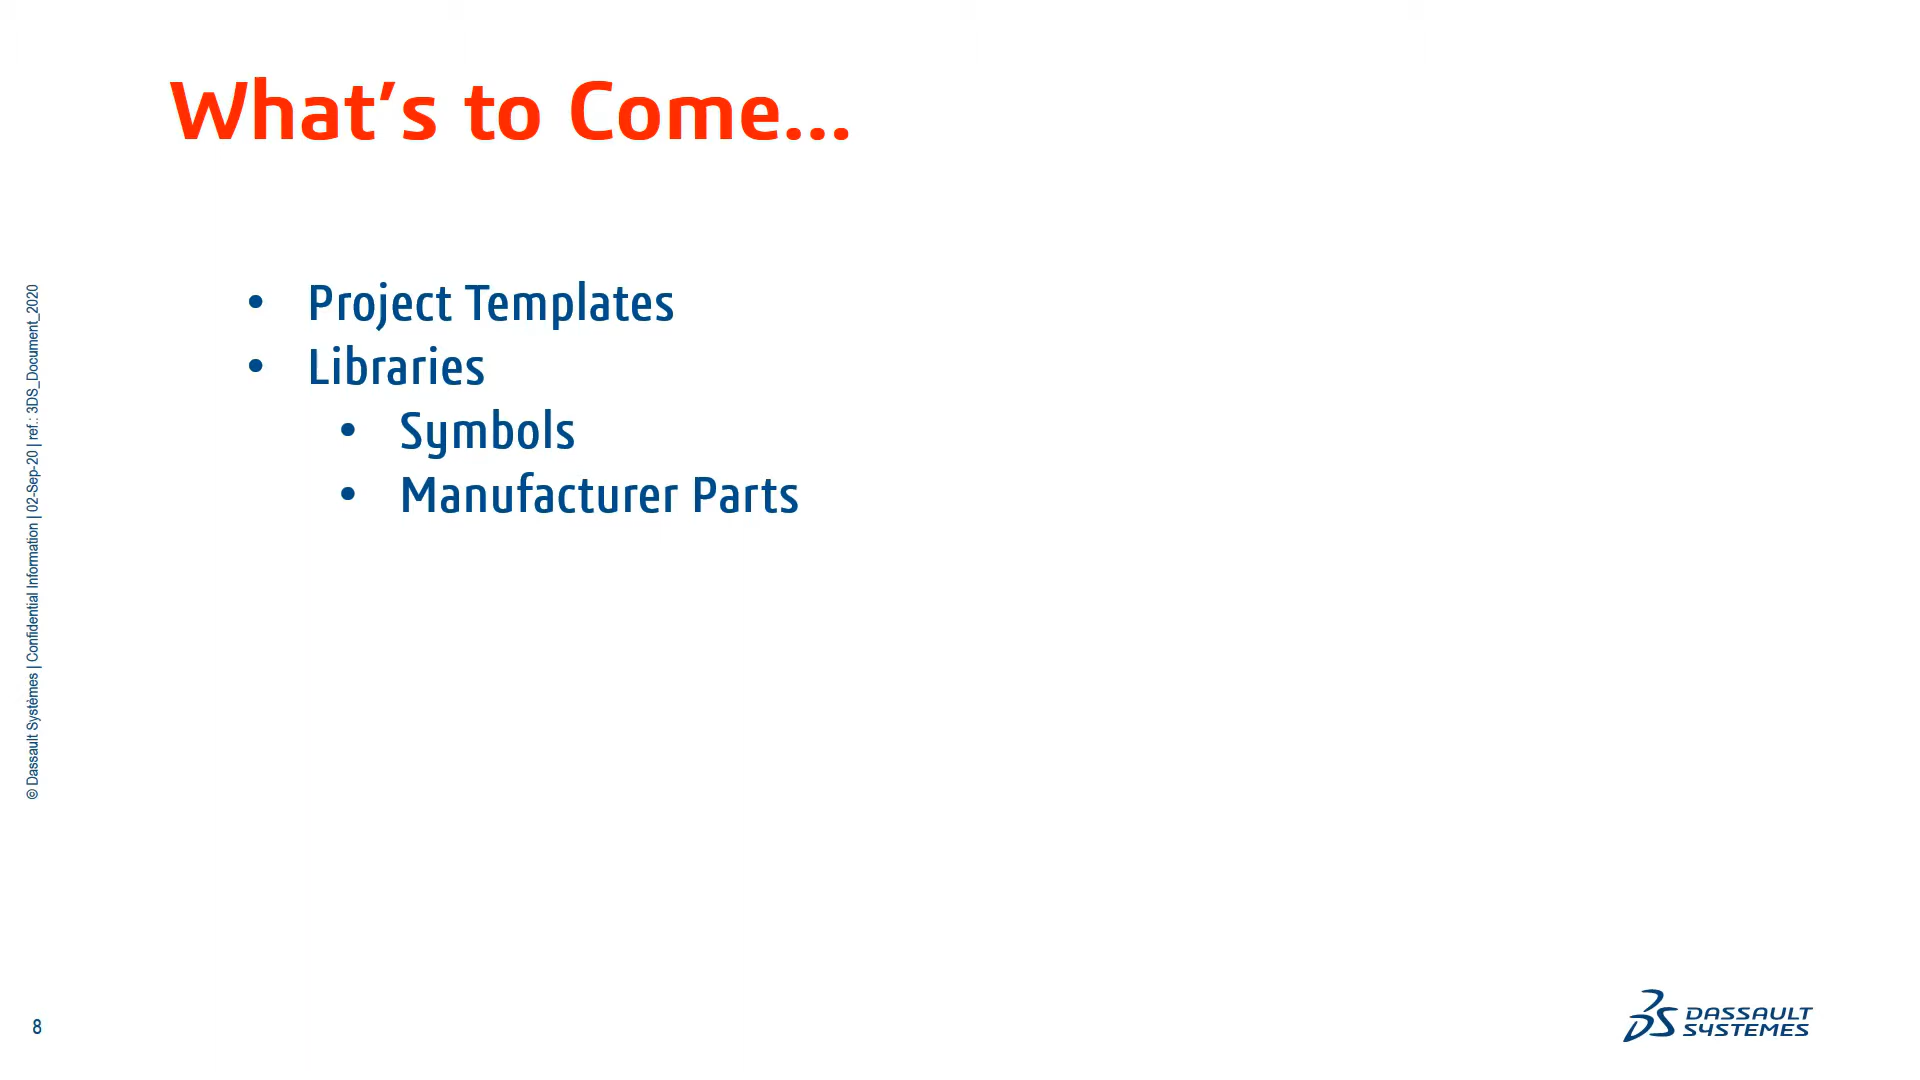 What’s to Come...
• Project Templates
• Libraries
• Symbols
• Manufacturer Parts
© Dassault Systèmes | Confidential Information | 02-Sep-20 | ref.: 3DS_Document_2020
8
3DS DASSAULT
SYSTEMES